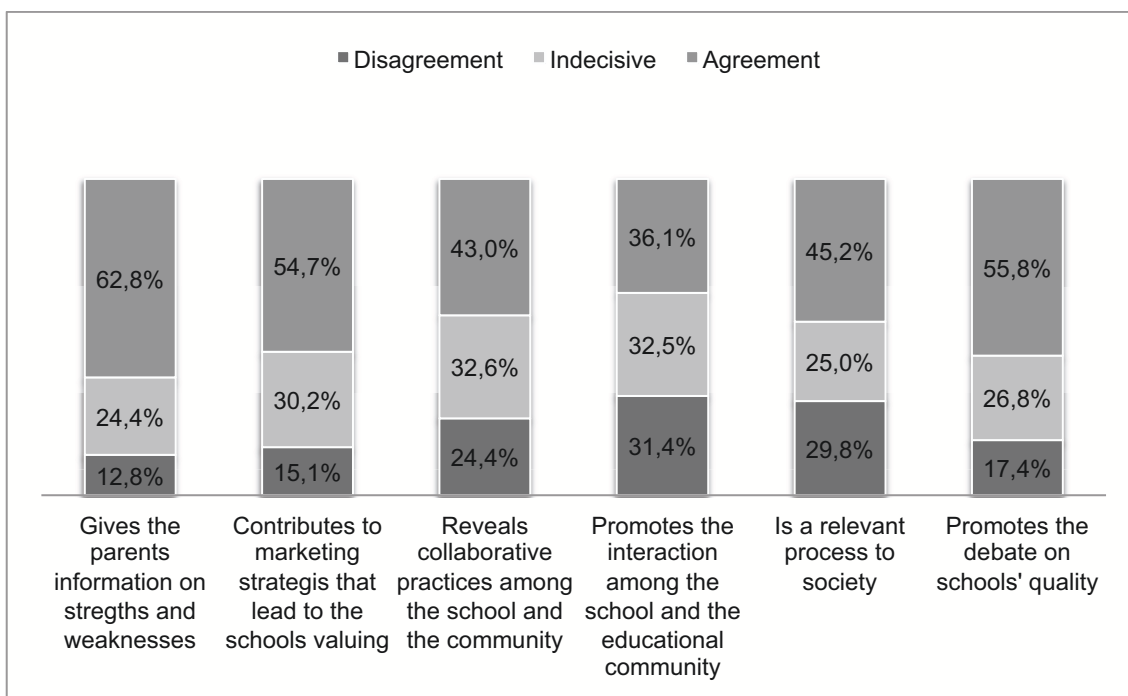 Disagreement Indecisive Agreement
62,8% 54,7% 43,0% 36,1% 45,2% 55,8%
24,4% 30,2% 32,6% 32,5% 25,0% 26,8%
12,8% 15,1% 24,4% 31,4% 29,8% 17,4%
Gives the
parents
information on
stregths and
weaknesses
Contributes to
marketing
strategis that
lead to the
schools valuing
Reveals
collaborative
practices among
the school and
the community
Promotes the
interaction
among the
school and the
educational
community
Is a relevant
process to
society
Promotes the
debate on
schools' quality